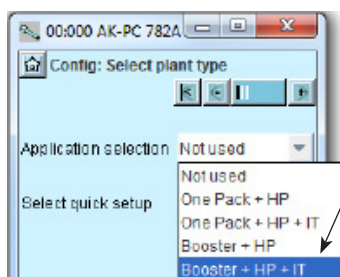 00:000 AK-PC 782A
Config: Select plant type
Application selection Not used
Not used
Select quick setup
One Pack + HP
One Pack + HP + IT
Booster + HP
Booster + HP + IT